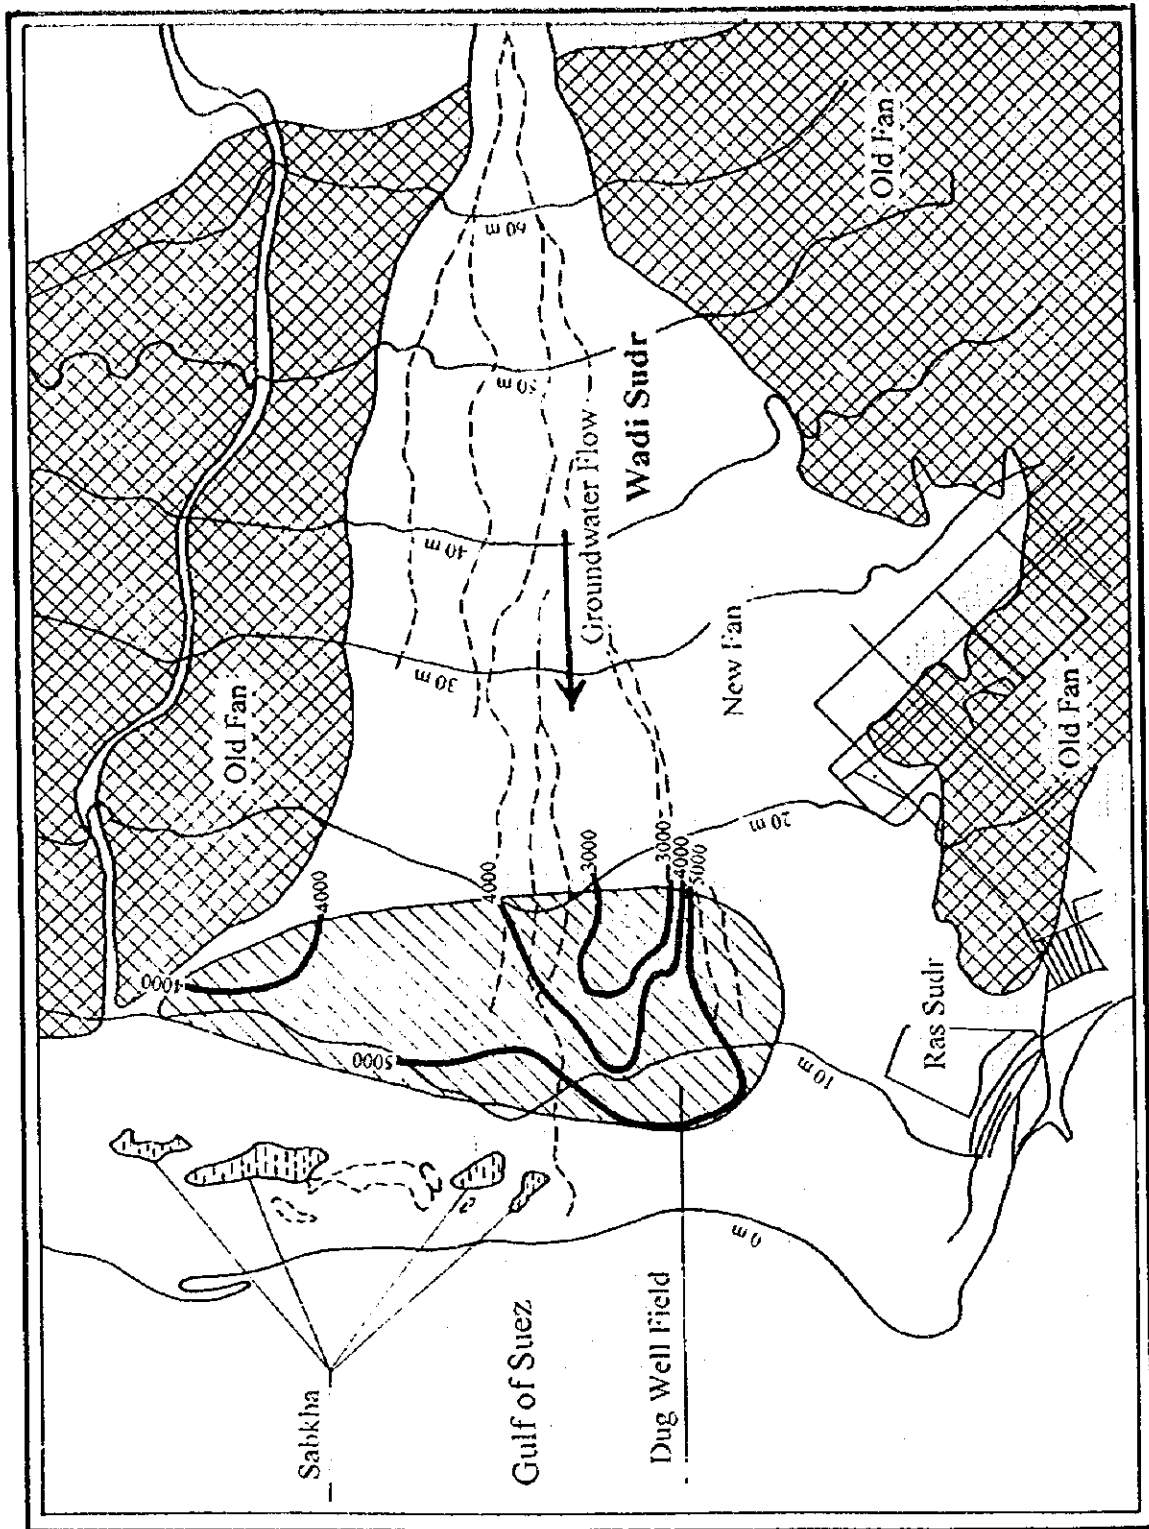 4000
Old Fan
Sabkha
4000
5000
30 m
40 m
4000
60 m
50 m
Gulf of Suez
3000
Groundwater Flow
Wadi Sudr
Dug Well Field
3000
4000
5000
New Fan
0 m
20 m
10 m
Old Fan
Ras Sudr
Old Fan